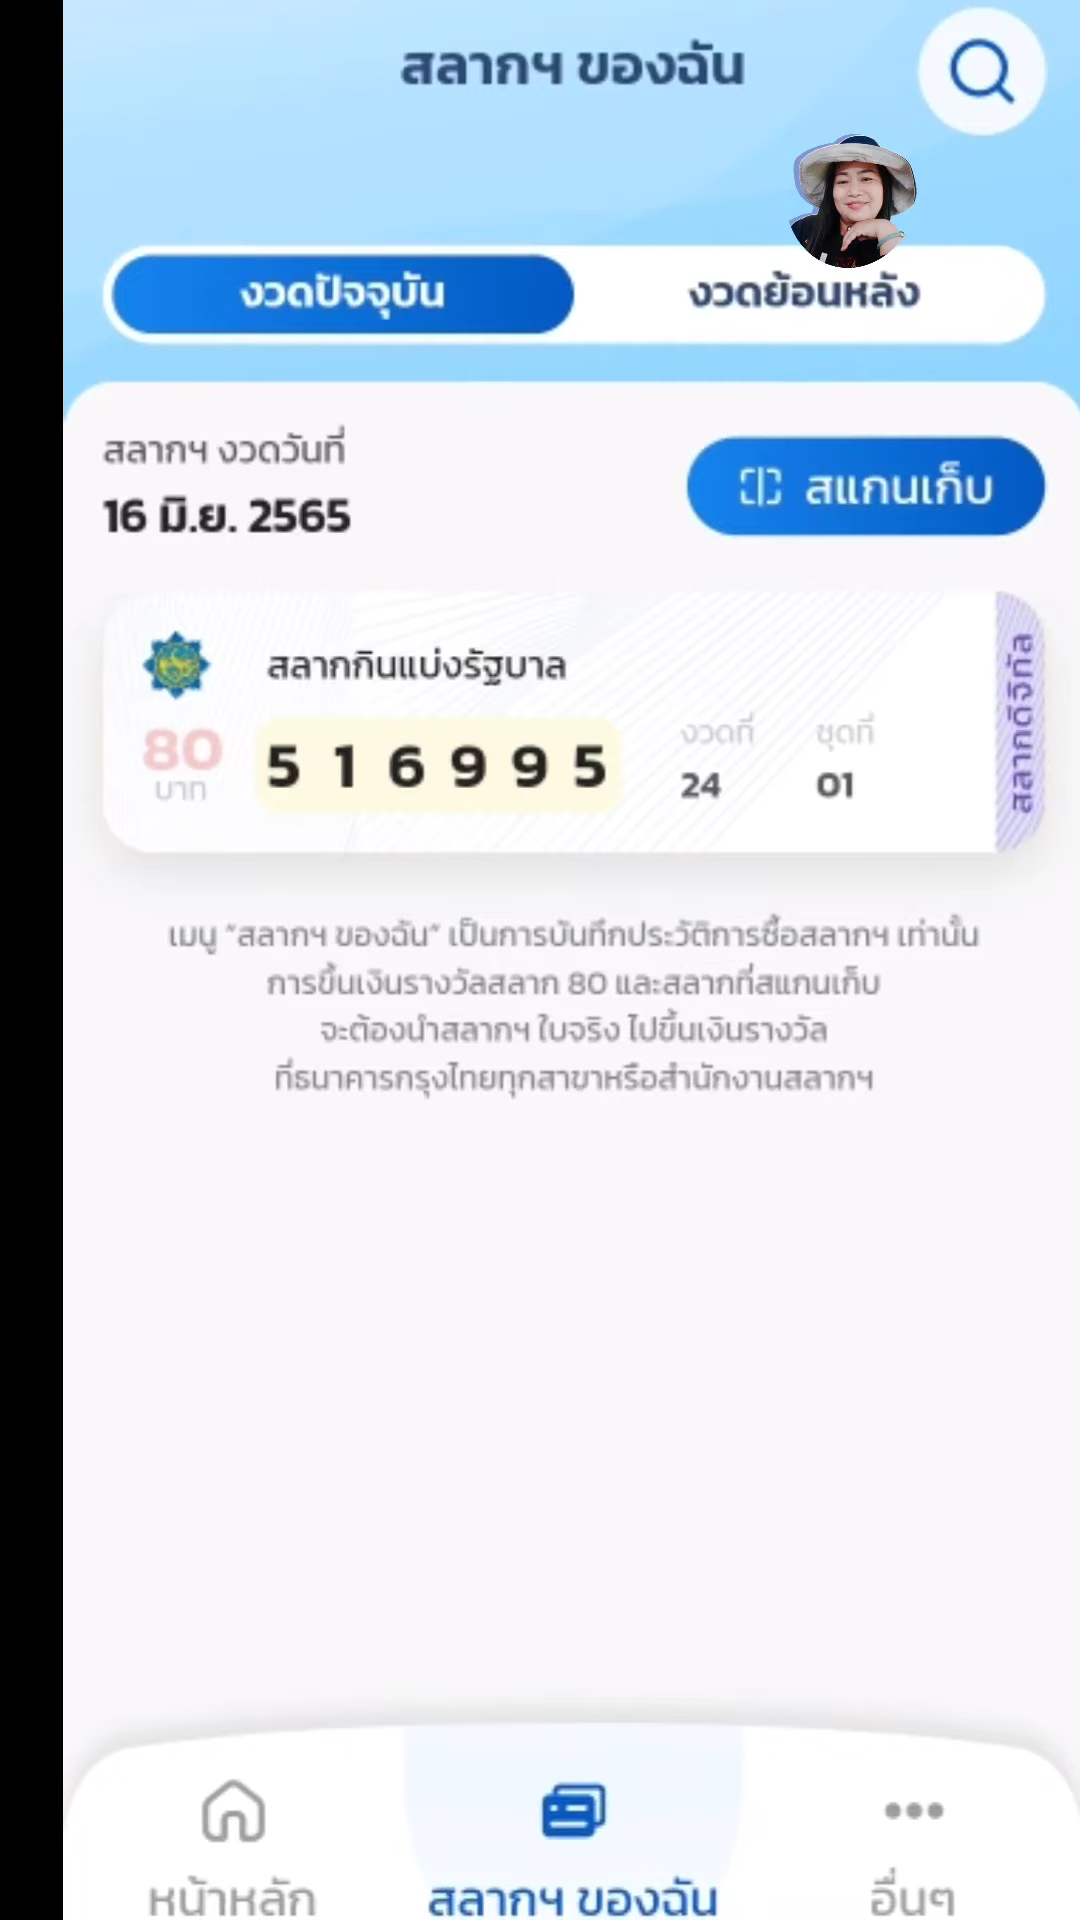 สลากฯ ของฉัน
งวดปัจจุบัน
งวดย้อนหลัง
สลากฯ งวดวันที่
16 มิ.ย. 2565
สแกนเก็บ
สลากกินแบ่งรัฐบาล
80
บาท
5 1 6 9 9 5
งวดที่
24
ชุดที่
01
สลากดิจิทัล
เมนู “สลากฯ ของฉัน” เป็นการบันทึกประวัติการซื้อสลากฯ เท่านั้น
การขึ้นเงินรางวัลสลาก 80 และสลากที่สแกนเก็บ
จะต้องนำสลากฯ ใบจริง ไปขึ้นเงินรางวัล
ที่ธนาคารกรุงไทยทุกสาขาหรือสำนักงานสลากฯ
หน้าหลัก
สลากฯ ของฉัน
อื่นๆ